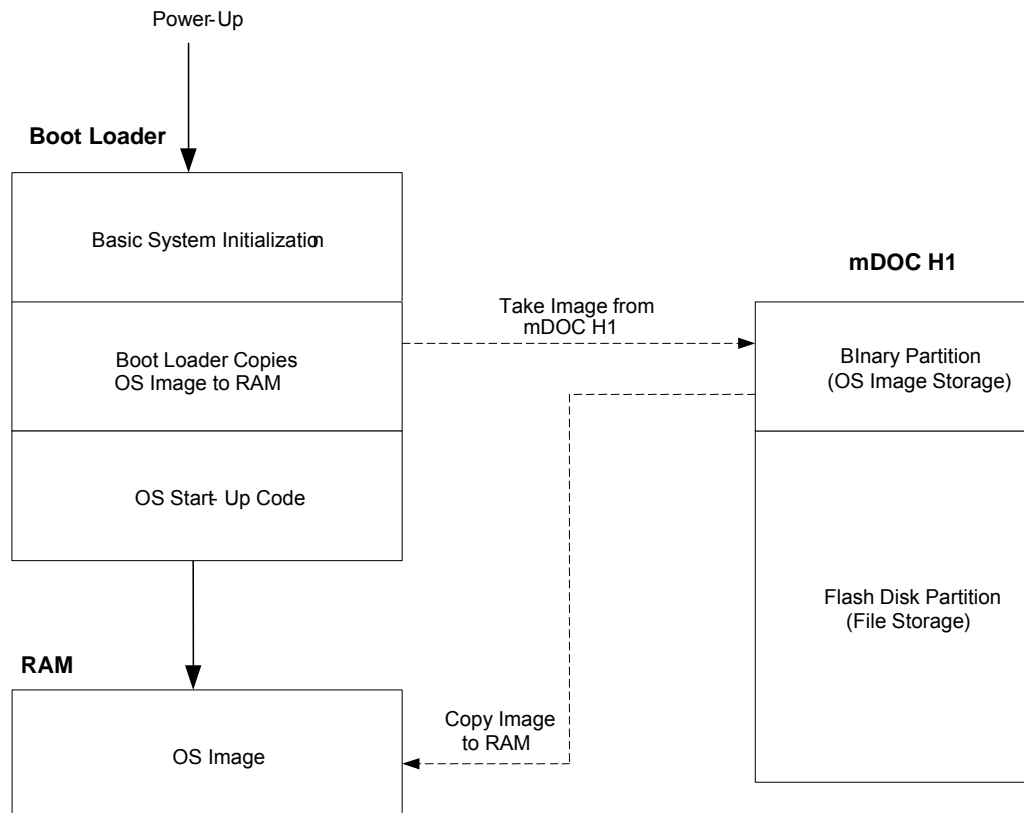 Power-Up
Boot Loader
Basic System Initialization
mDOC H1
Take Image from
mDOC H1
Boot Loader Copies
OS Image to RAM
BInary Partition
(OS Image Storage)
OS Start- Up Code
Flash Disk Partition
(File Storage)
RAM
Copy Image
to RAM
OS Image